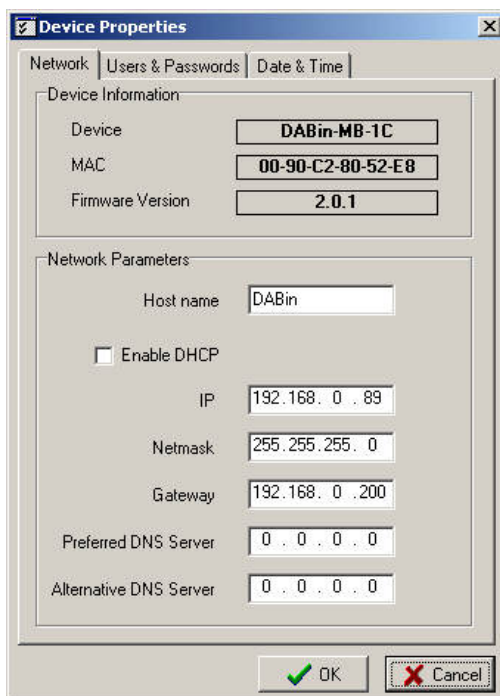 Device Properties
Network Users & Passwords Date & Time
Device Information
Device DABin-MB-1C
MAC 00-90-C2-80-52-E8
Firmware Version 2.0.1
Network Parameters
Host name DABin
Enable DHCP
IP 192.168. 0 . 89
Netmask 255.255.255. 0
Gateway 192.168. 0 .200
Preferred DNS Server 0 . 0 . 0 . 0
Alternative DNS Server 0 . 0 . 0 . 0
OK Cancel